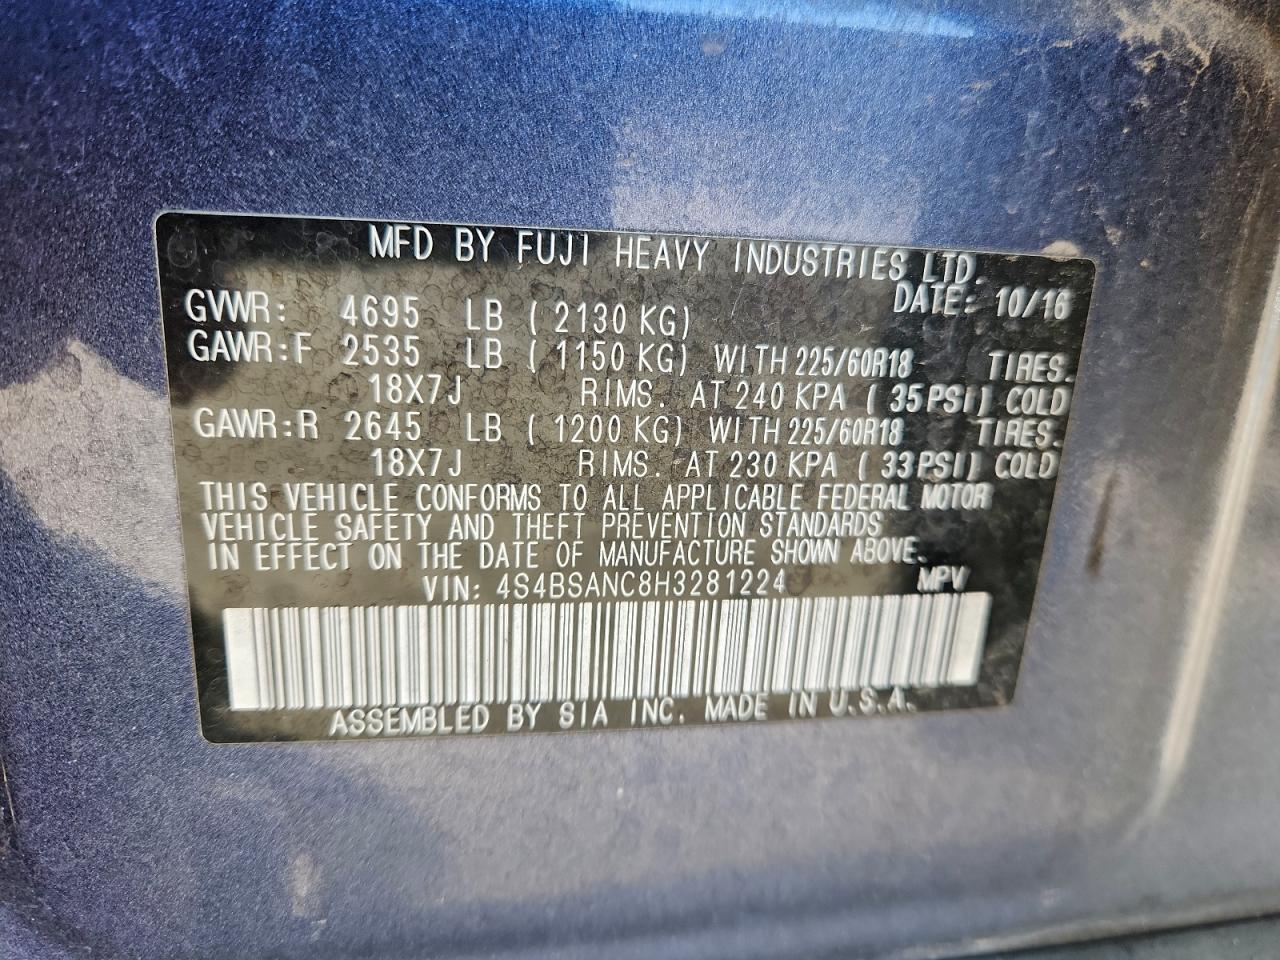 MFD BY FUJI HEAVY INDUSTRIES LTD.
DATE: 10/16
GVWR: 4695 LB ( 2130 KG)
GAWR:F 2535 LB ( 1150 KG) WITH 225/60R18 TIRES.
18X7J RIMS. AT 240 KPA ( 35 PSI) COLD
GAWR:R 2645 LB ( 1200 KG) WITH 225/60R18 TIRES.
18X7J RIMS. AT 230 KPA ( 33 PSI) COLD
THIS VEHICLE CONFORMS TO ALL APPLICABLE FEDERAL MOTOR
VEHICLE SAFETY AND THEFT PREVENTION STANDARDS
IN EFFECT ON THE DATE OF MANUFACTURE SHOWN ABOVE.
VIN: 4S4BSANC8H3281224 MPV
ASSEMBLED BY SIA INC. MADE IN U.S.A.